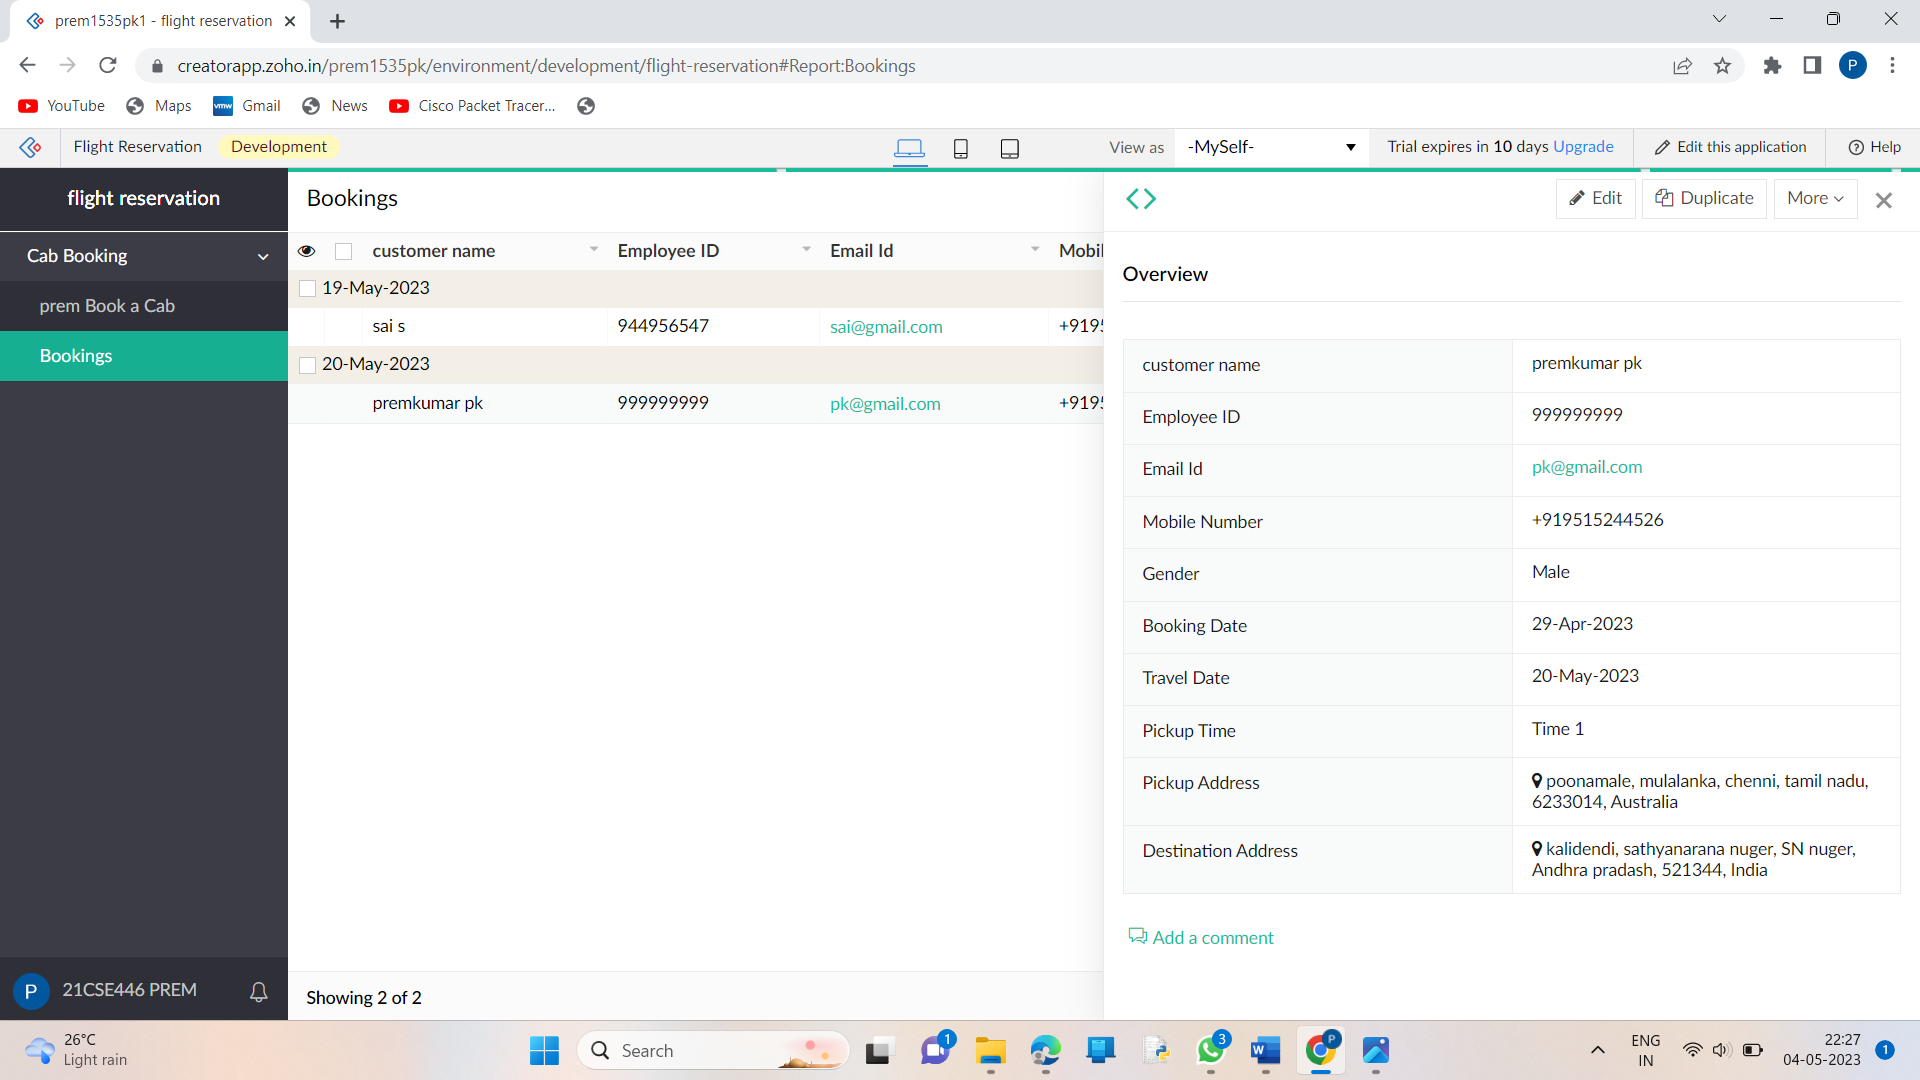 prem1535pk1 - flight reservation
creatorapp.zoho.in/prem1535pk/environment/development/flight-reservation#Report:Bookings
P
YouTube Maps vmw Gmail News Cisco Packet Tracer...
Flight Reservation Development View as -MySelf- Trial expires in 10 days Upgrade Edit this application Help
flight reservation
Cab Booking
prem Book a Cab
Bookings
21CSE446 PREM
P
Bookings
customer name Employee ID Email Id Mobil
19-May-2023
sai s 944956547 sai@gmail.com +919
20-May-2023
premkumar pk 999999999 pk@gmail.com +919
Showing 2 of 2
Edit Duplicate More
Overview
customer name premkumar pk
Employee ID 999999999
Email Id pk@gmail.com
Mobile Number +919515244526
Gender Male
Booking Date 29-Apr-2023
Travel Date 20-May-2023
Pickup Time Time 1
Pickup Address poonamale, mulalanka, chenni, tamil nadu,
6233014, Australia
Destination Address kalidendi, sathyanarana nuger, SN nuger,
Andhra pradash, 521344, India
Add a comment
26°C
Light rain
Search
1
3
W
P
ENG
IN
22:27
04-05-2023
1